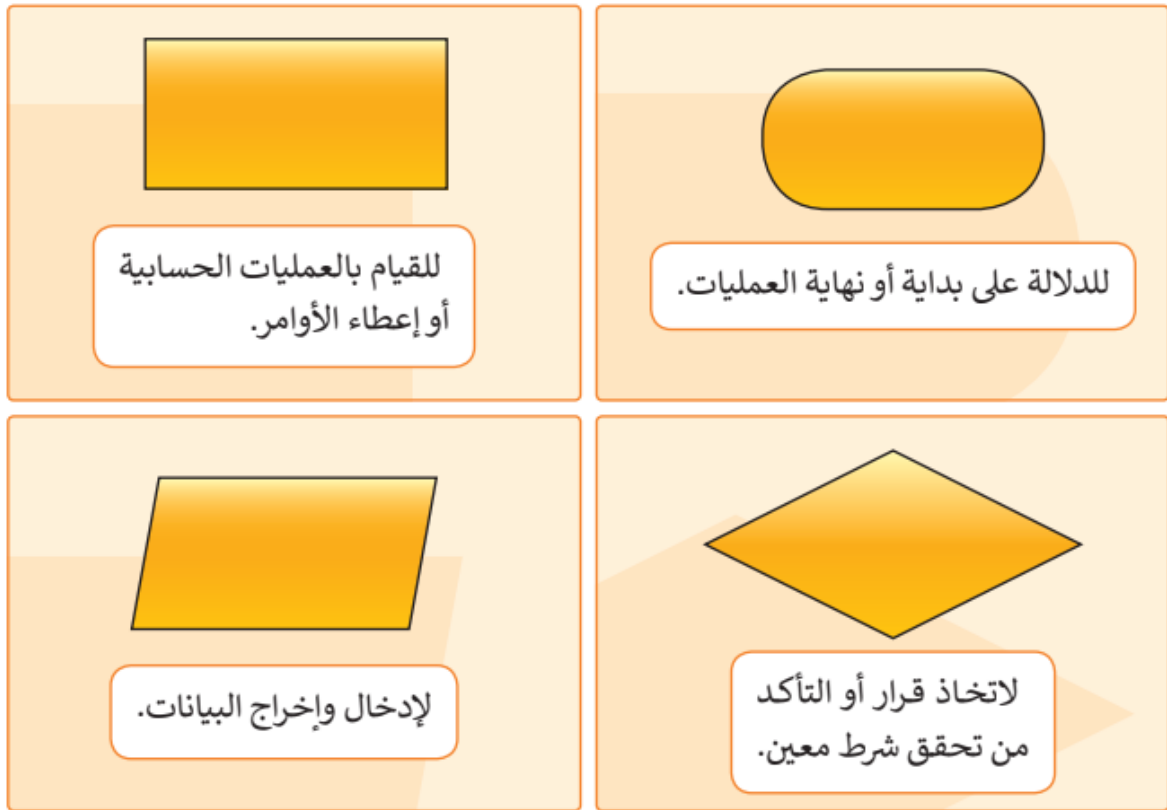 للدلالة على بداية أو نهاية العمليات.
للقيام بالعمليات الحسابية
أو إعطاء الأوامر.
لاتخاذ قرار أو التأكد
من تحقق شرط معين.
لإدخال وإخراج البيانات.